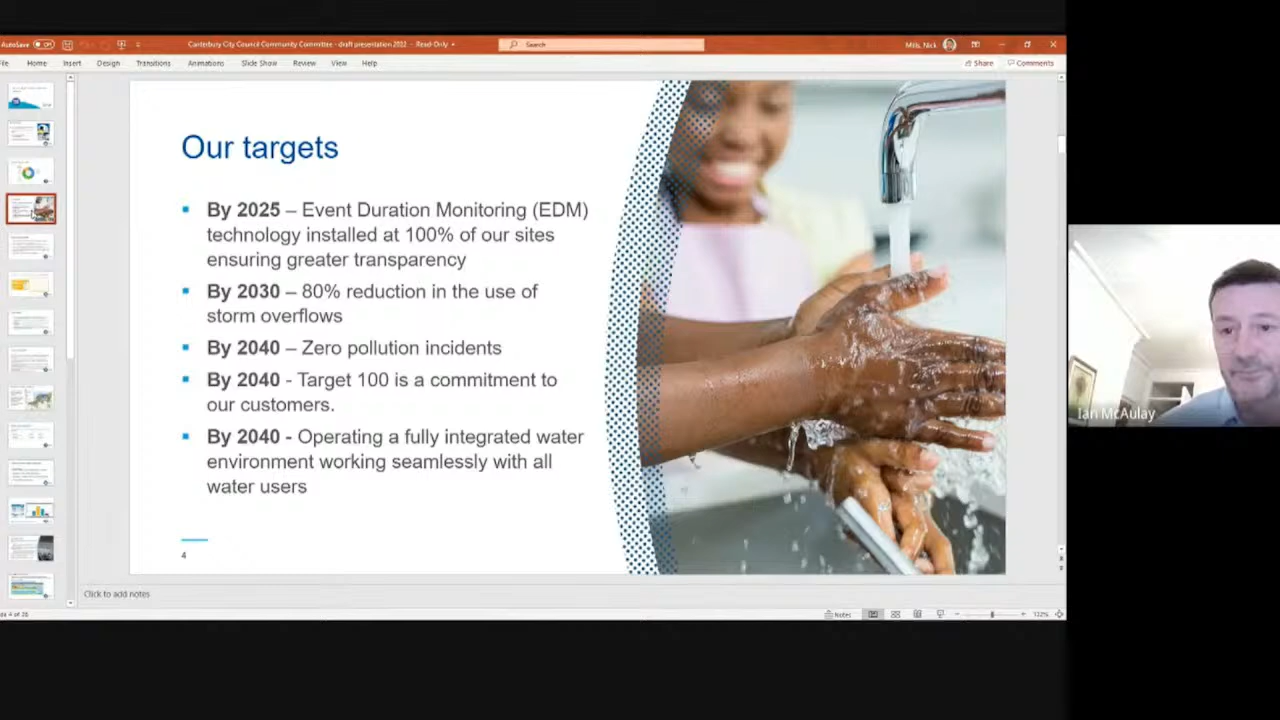 AutoSave Off
Canterbury City Council Community Committee - draft presentation 2022 - Read-Only
Search
Mills, Nick
File Home Insert Design Transitions Animations Slide Show Review View Help
Share Comments
Our targets
By 2025 – Event Duration Monitoring (EDM)
technology installed at 100% of our sites
ensuring greater transparency
By 2030 – 80% reduction in the use of
storm overflows
By 2040 – Zero pollution incidents
By 2040 - Target 100 is a commitment to
our customers.
By 2040 - Operating a fully integrated water
environment working seamlessly with all
water users
4
Ian McAulay
Click to add notes
Notes
132%